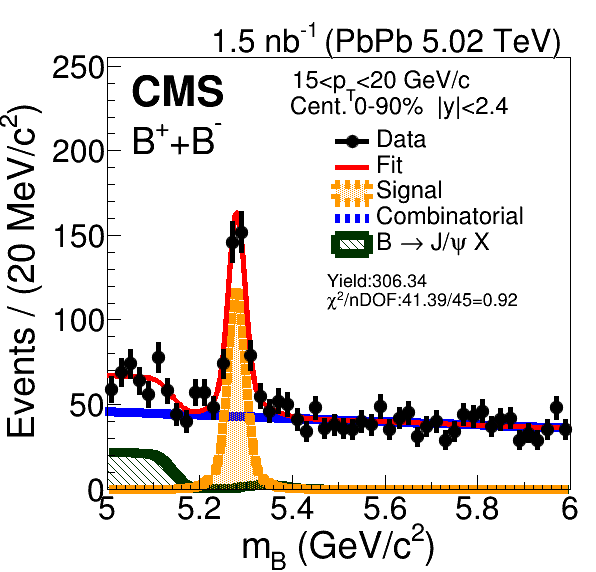 1.5 nb⁻¹ (PbPb 5.02 TeV)
CMS
B⁺+B⁻
15<p_T<20 GeV/c
Cent. 0-90% |y|<2.4
Data
Fit
Signal
Combinatorial
B → J/ψ X
Yield:306.34
χ²/nDOF:41.39/45=0.92
Events / (20 MeV/c²)
250
200
150
100
50
0
5 5.2 5.4 5.6 5.8 6
m_B (GeV/c²)